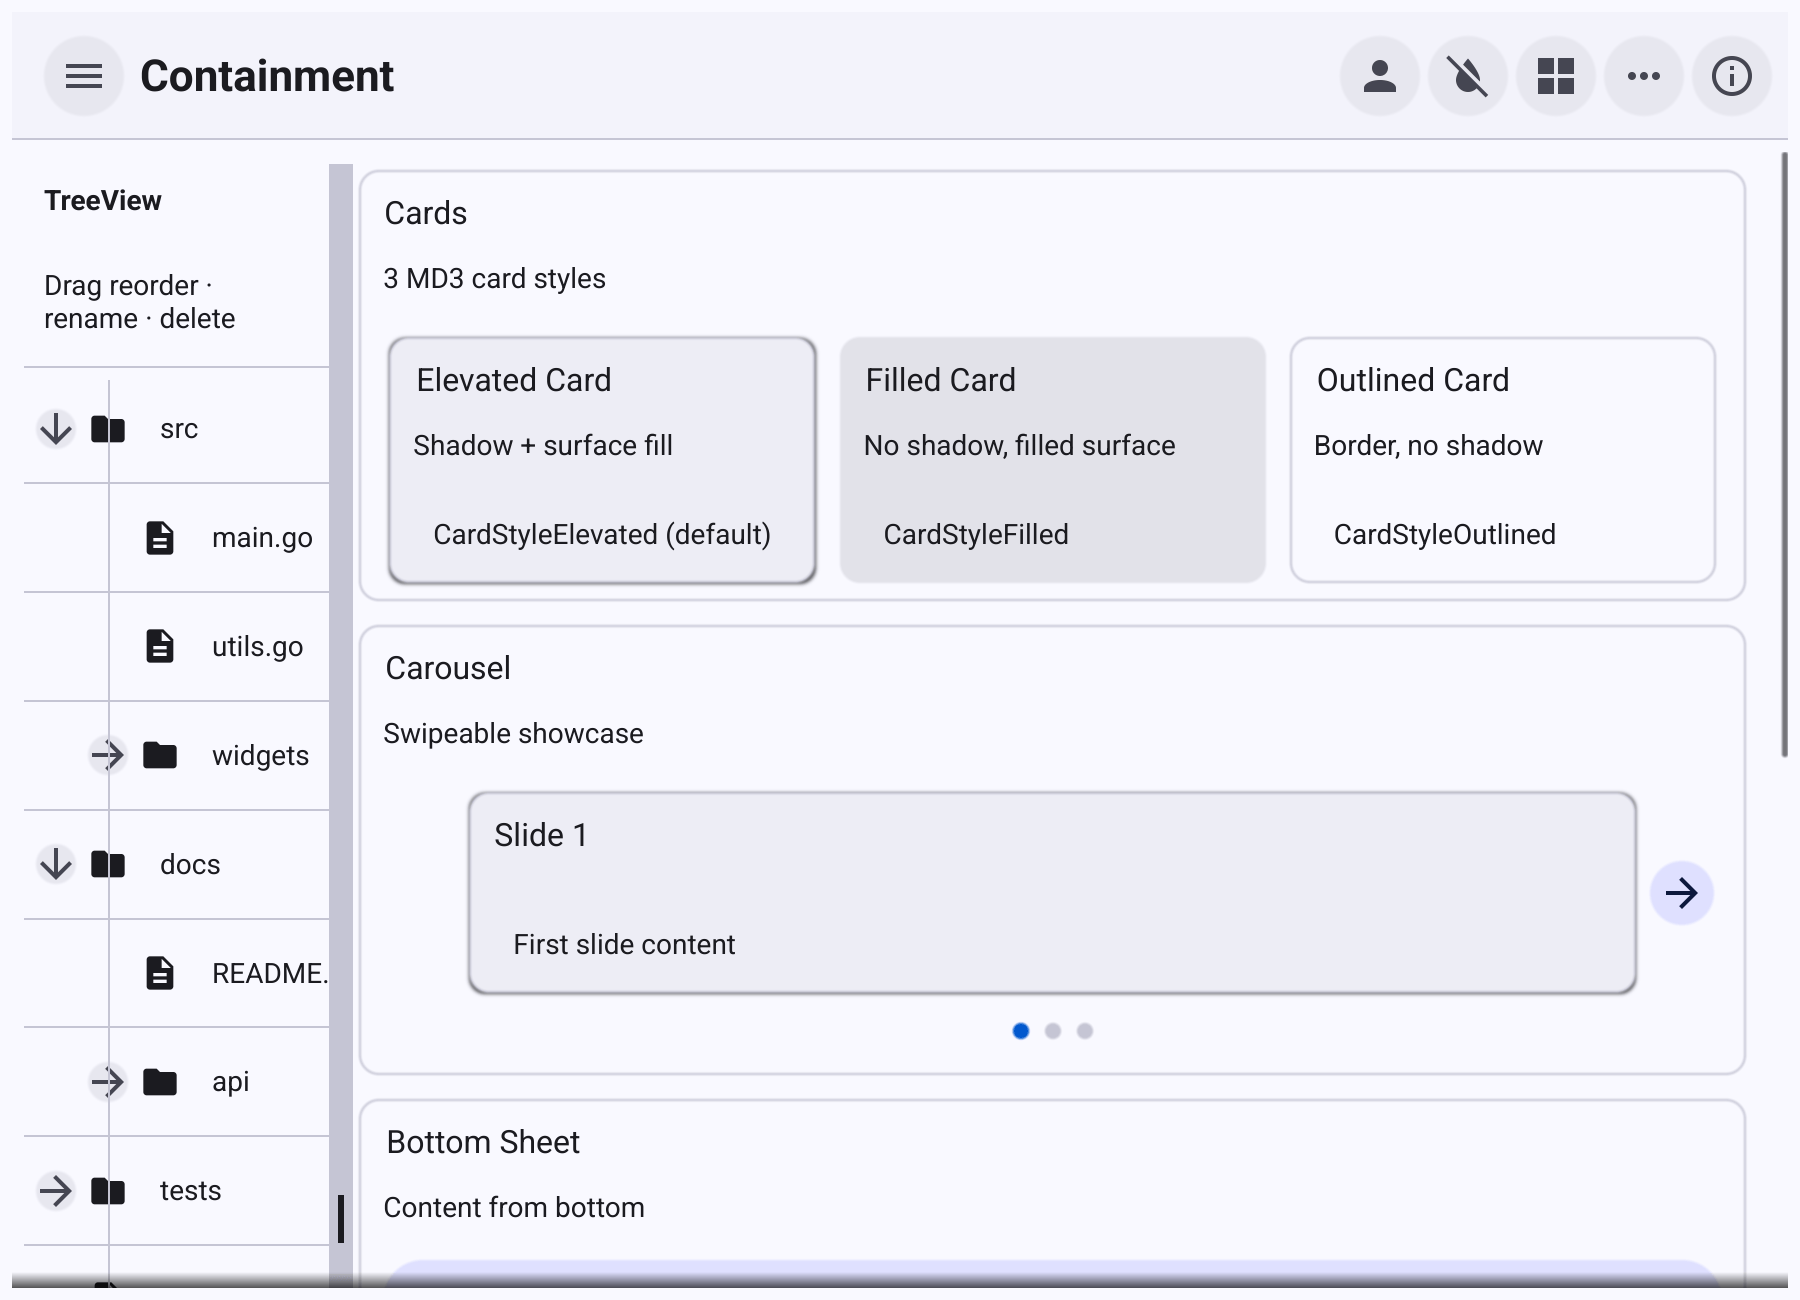 Containment
TreeView
Drag reorder ·
rename · delete
src
main.go
utils.go
widgets
docs
README.
api
tests
Cards
3 MD3 card styles
Elevated Card
Shadow + surface fill
CardStyleElevated (default)
Filled Card
No shadow, filled surface
CardStyleFilled
Outlined Card
Border, no shadow
CardStyleOutlined
Carousel
Swipeable showcase
Slide 1
First slide content
Bottom Sheet
Content from bottom